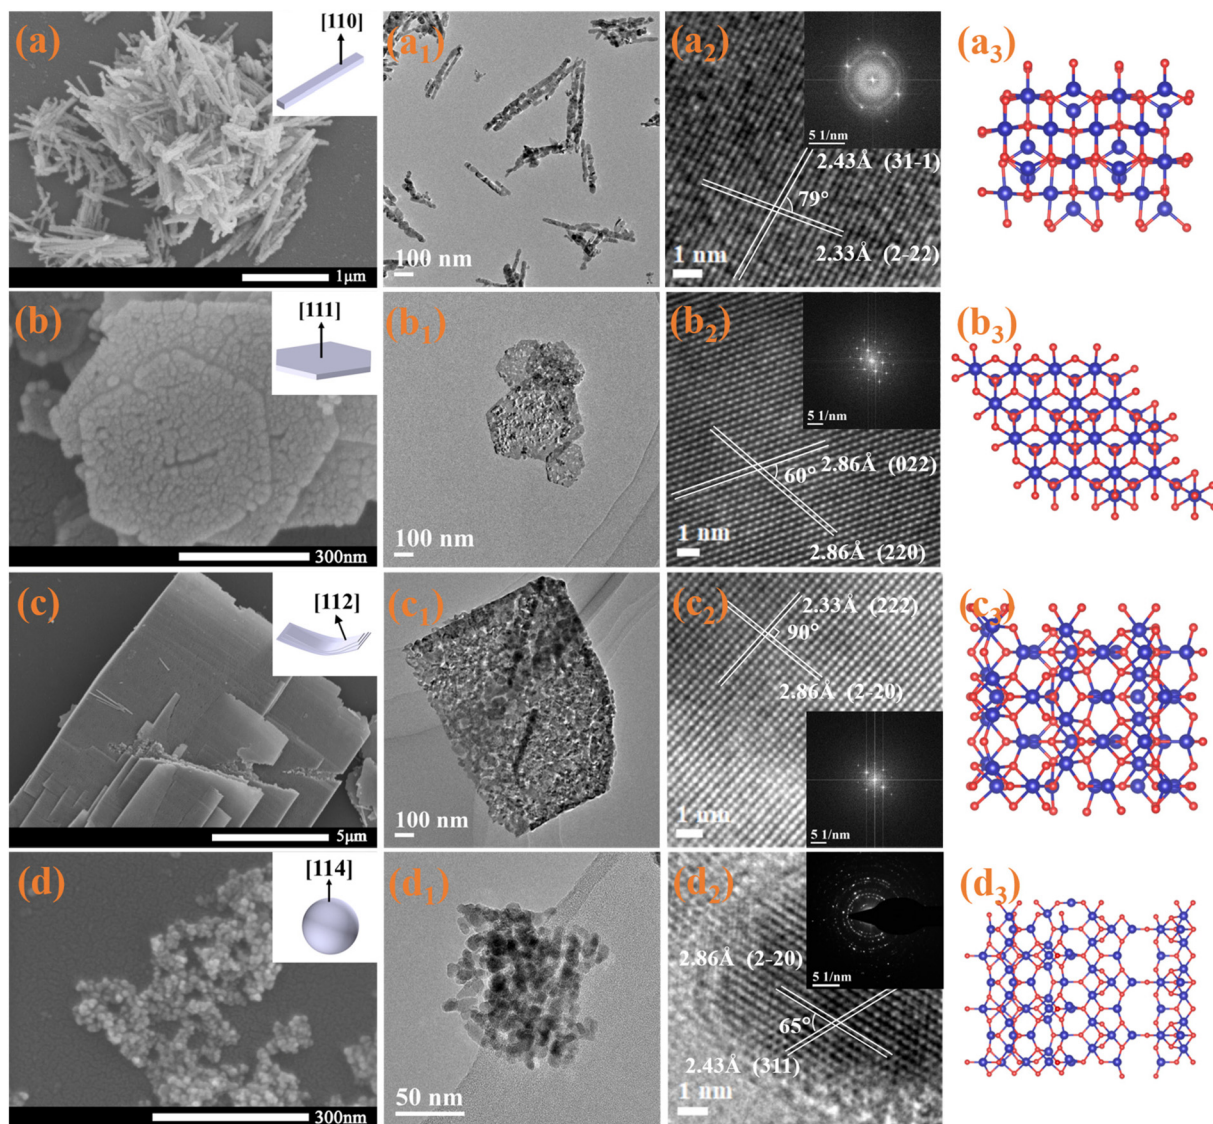 (a)
[110]
1μm
(a1)
100 nm
(a2)
5 1/nm
2.43Å (31-1)
79°
2.33Å (2-22)
1 nm
(a3)
(b)
[111]
300nm
(b1)
100 nm
(b2)
5 1/nm
2.86Å (022)
60°
1 nm
2.86Å (220)
(b3)
(c)
[112]
5μm
(c1)
100 nm
(c2)
2.33Å (222)
90°
2.86Å (2-20)
1 nm
5 1/nm
(c3)
(d)
[114]
300nm
(d1)
50 nm
(d2)
5 1/nm
2.86Å (2-20)
65°
2.43Å (311)
1 nm
(d3)